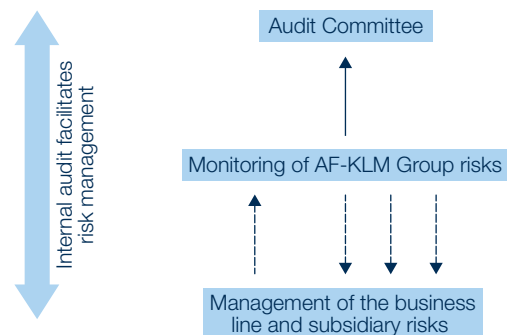 Audit Committee
Internal audit facilitates
risk management
Monitoring of AF-KLM Group risks
Management of the business
line and subsidiary risks